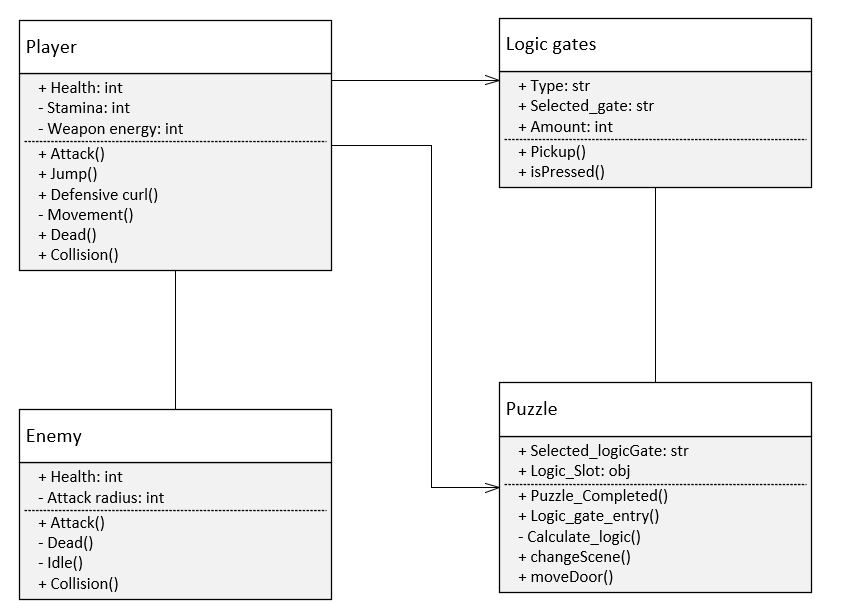 Player
+ Health: int
- Stamina: int
- Weapon energy: int
+ Attack()
+ Jump()
+ Defensive curl()
- Movement()
+ Dead()
+ Collision()
Logic gates
+ Type: str
+ Selected_gate: str
+ Amount: int
+ Pickup()
+ isPressed()
Enemy
+ Health: int
- Attack radius: int
+ Attack()
- Dead()
- Idle()
+ Collision()
Puzzle
+ Selected_logicGate: str
+ Logic_Slot: obj
+ Puzzle_Completed()
+ Logic_gate_entry()
- Calculate_logic()
+ changeScene()
+ moveDoor()